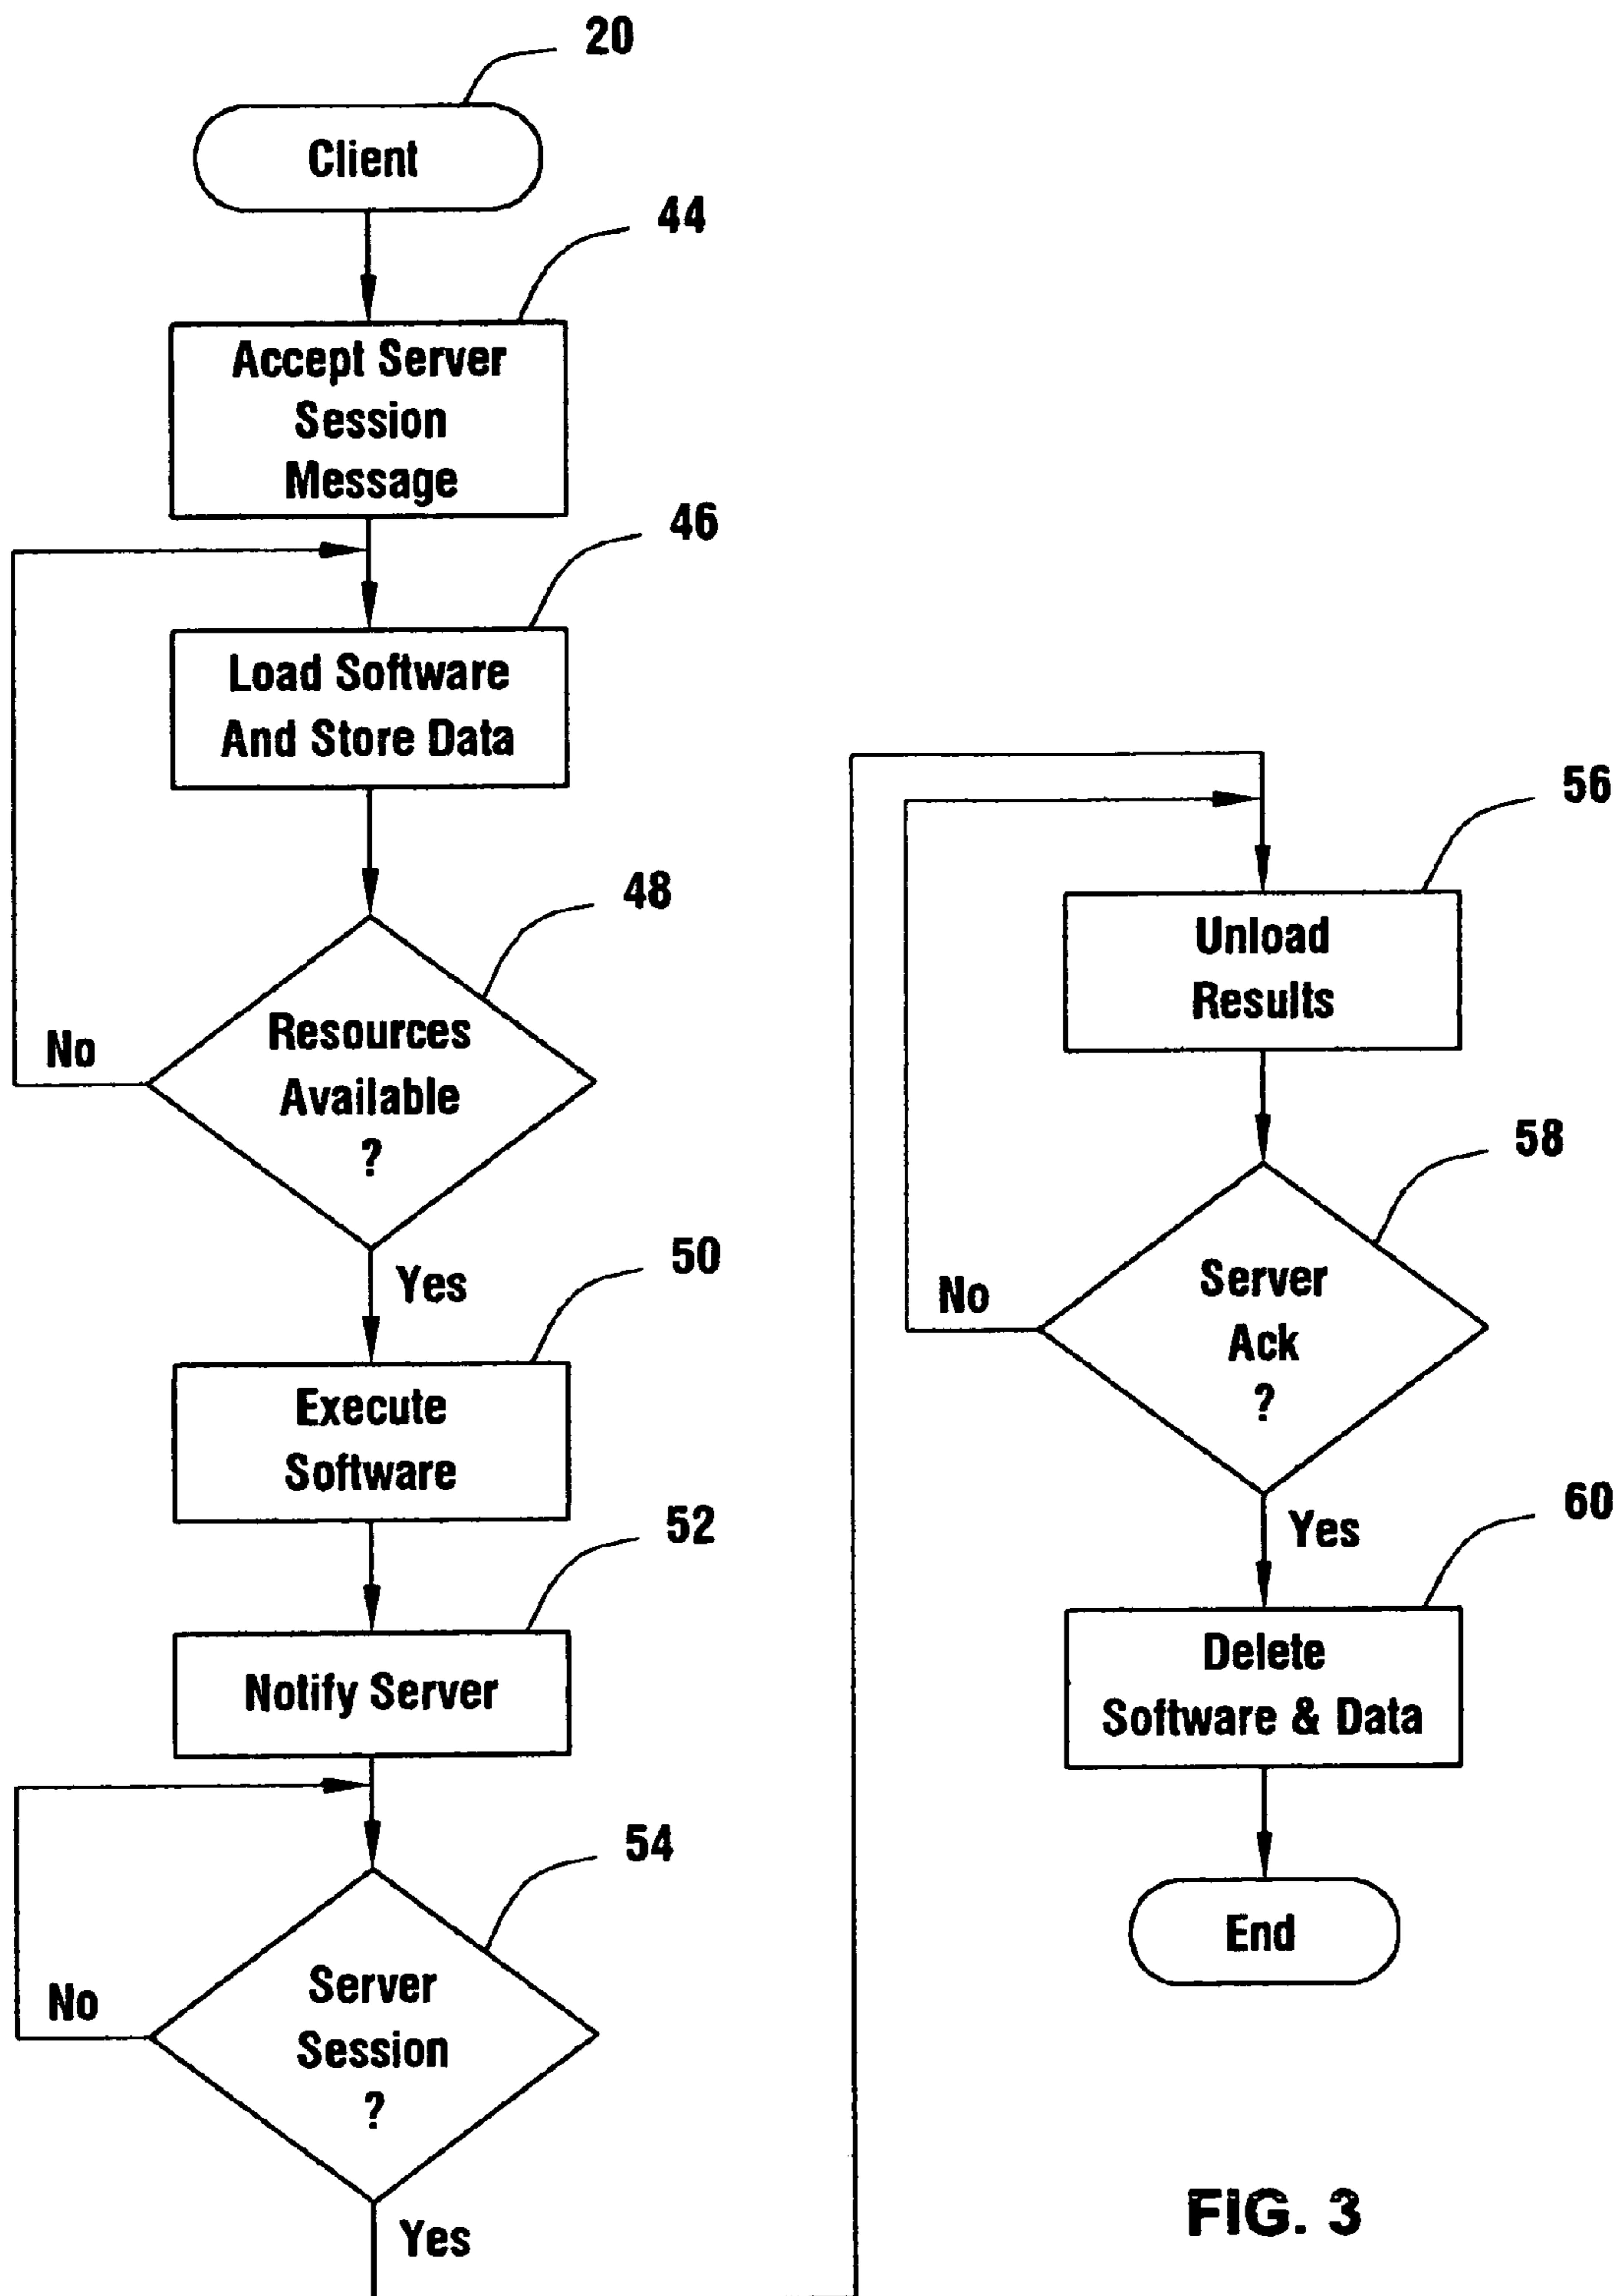 20
Client
44
Accept Server
Session
Message
46
Load Software
And Store Data
48
Resources
Available
?
No
Yes
50
Execute
Software
52
Notify Server
54
Server
Session
?
No
Yes
56
Unload
Results
58
Server
Ack
?
No
Yes
60
Delete
Software & Data
End
FIG. 3